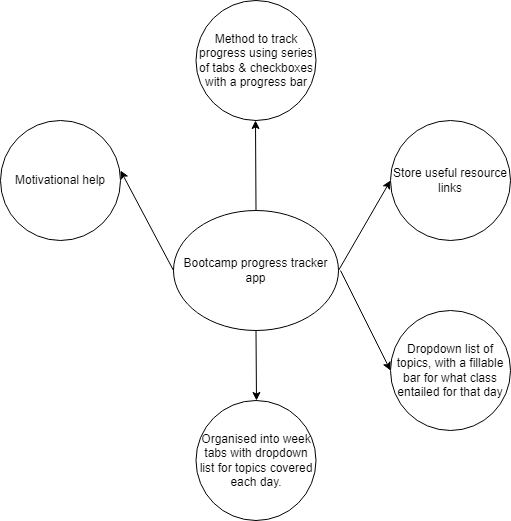 Method to track
progress using series
of tabs & checkboxes
with a progress bar
Motivational help
Store useful resource
links
Bootcamp progress tracker
app
Dropdown list of
topics, with a fillable
bar for what class
entailed for that day
Organised into week
tabs with dropdown
list for topics covered
each day.